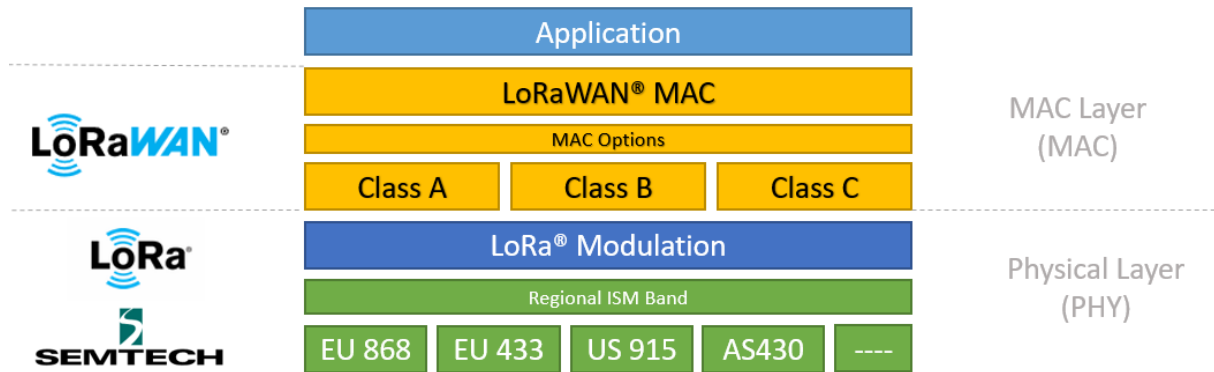 Application
LoRaWAN® MAC
MAC Options
Class A Class B Class C
LoRaWAN®
MAC Layer
(MAC)
LoRa® Modulation
Regional ISM Band
EU 868 EU 433 US 915 AS430 ----
LoRa®
SEMTECH
Physical Layer
(PHY)